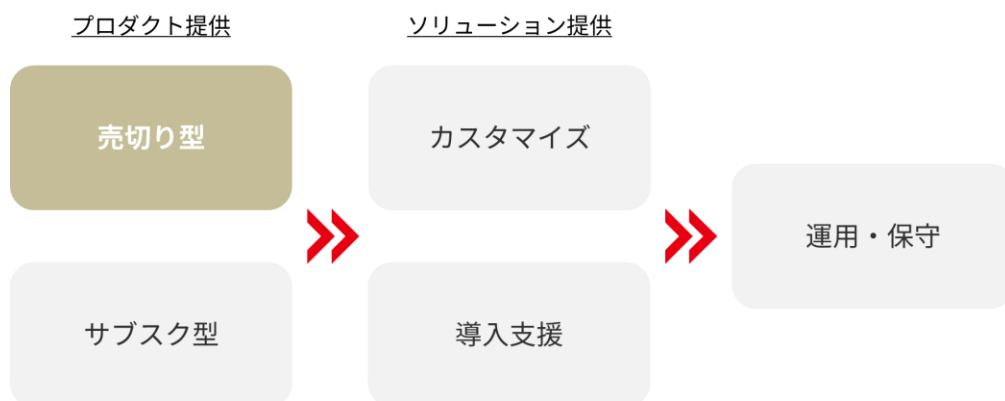 プロダクト提供
ソリューション提供
売切り型
カスタマイズ
運用・保守
サブスク型
導入支援